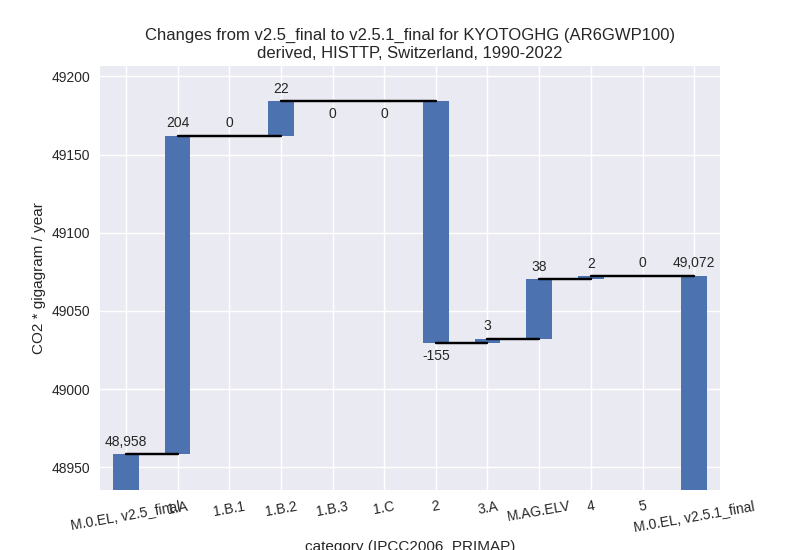 Changes from v2.5_final to v2.5.1_final for KYOTOGHG (AR6GWP100)
derived, HISTTP, Switzerland, 1990-2022
CO2 * gigagram / year
49200
49150
49100
49050
49000
48950
48,958
204
0
22
0
0
-155
3
38
2
0
49,072
M.0.EL, v2.5_final
1.A
1.B.1
1.B.2
1.B.3
1.C
2
3.A
M.AG.ELV
4
5
M.0.EL, v2.5.1_final
category (IPCC2006_PRIMAP)